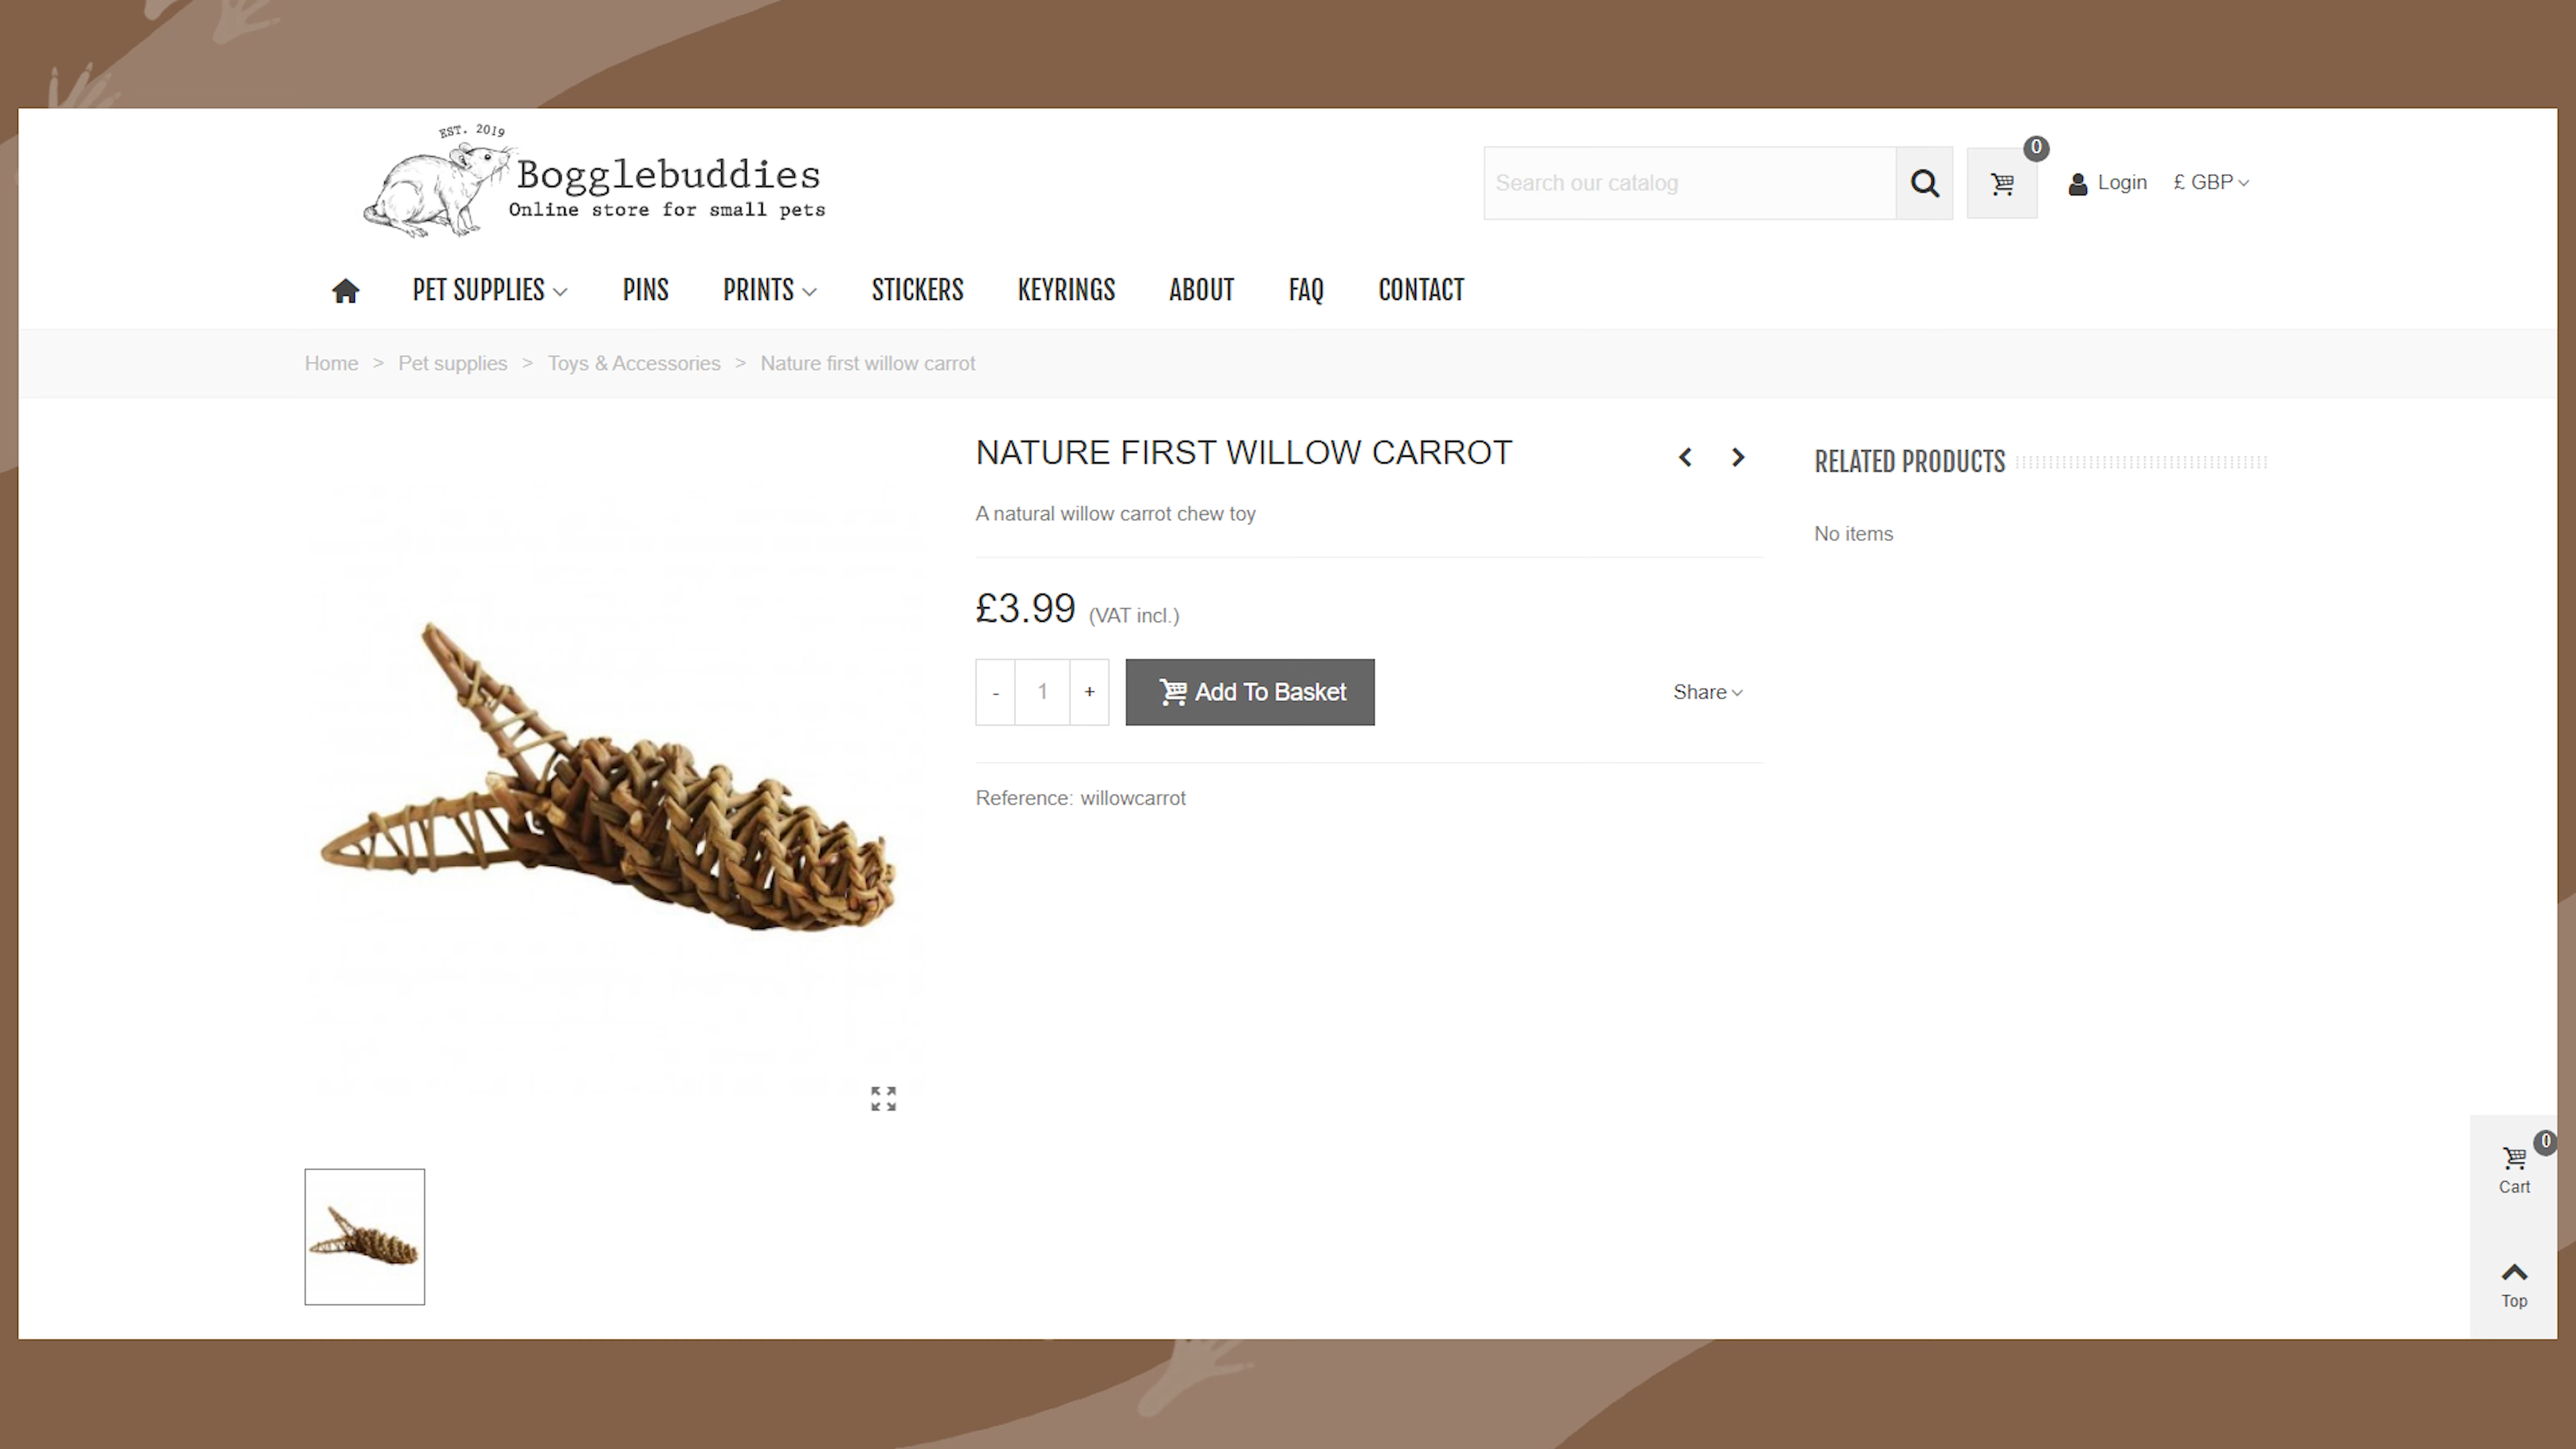 EST. 2019
Bogglebuddies
Online store for small pets
Search our catalog
0
Login
£ GBP
PET SUPPLIES
PINS
PRINTS
STICKERS
KEYRINGS
ABOUT
FAQ
CONTACT
Home > Pet supplies > Toys & Accessories > Nature first willow carrot
NATURE FIRST WILLOW CARROT
A natural willow carrot chew toy
£3.99 (VAT incl.)
- 1 +
Add To Basket
Share
Reference: willowcarrot
RELATED PRODUCTS
No items
0
Cart
Top